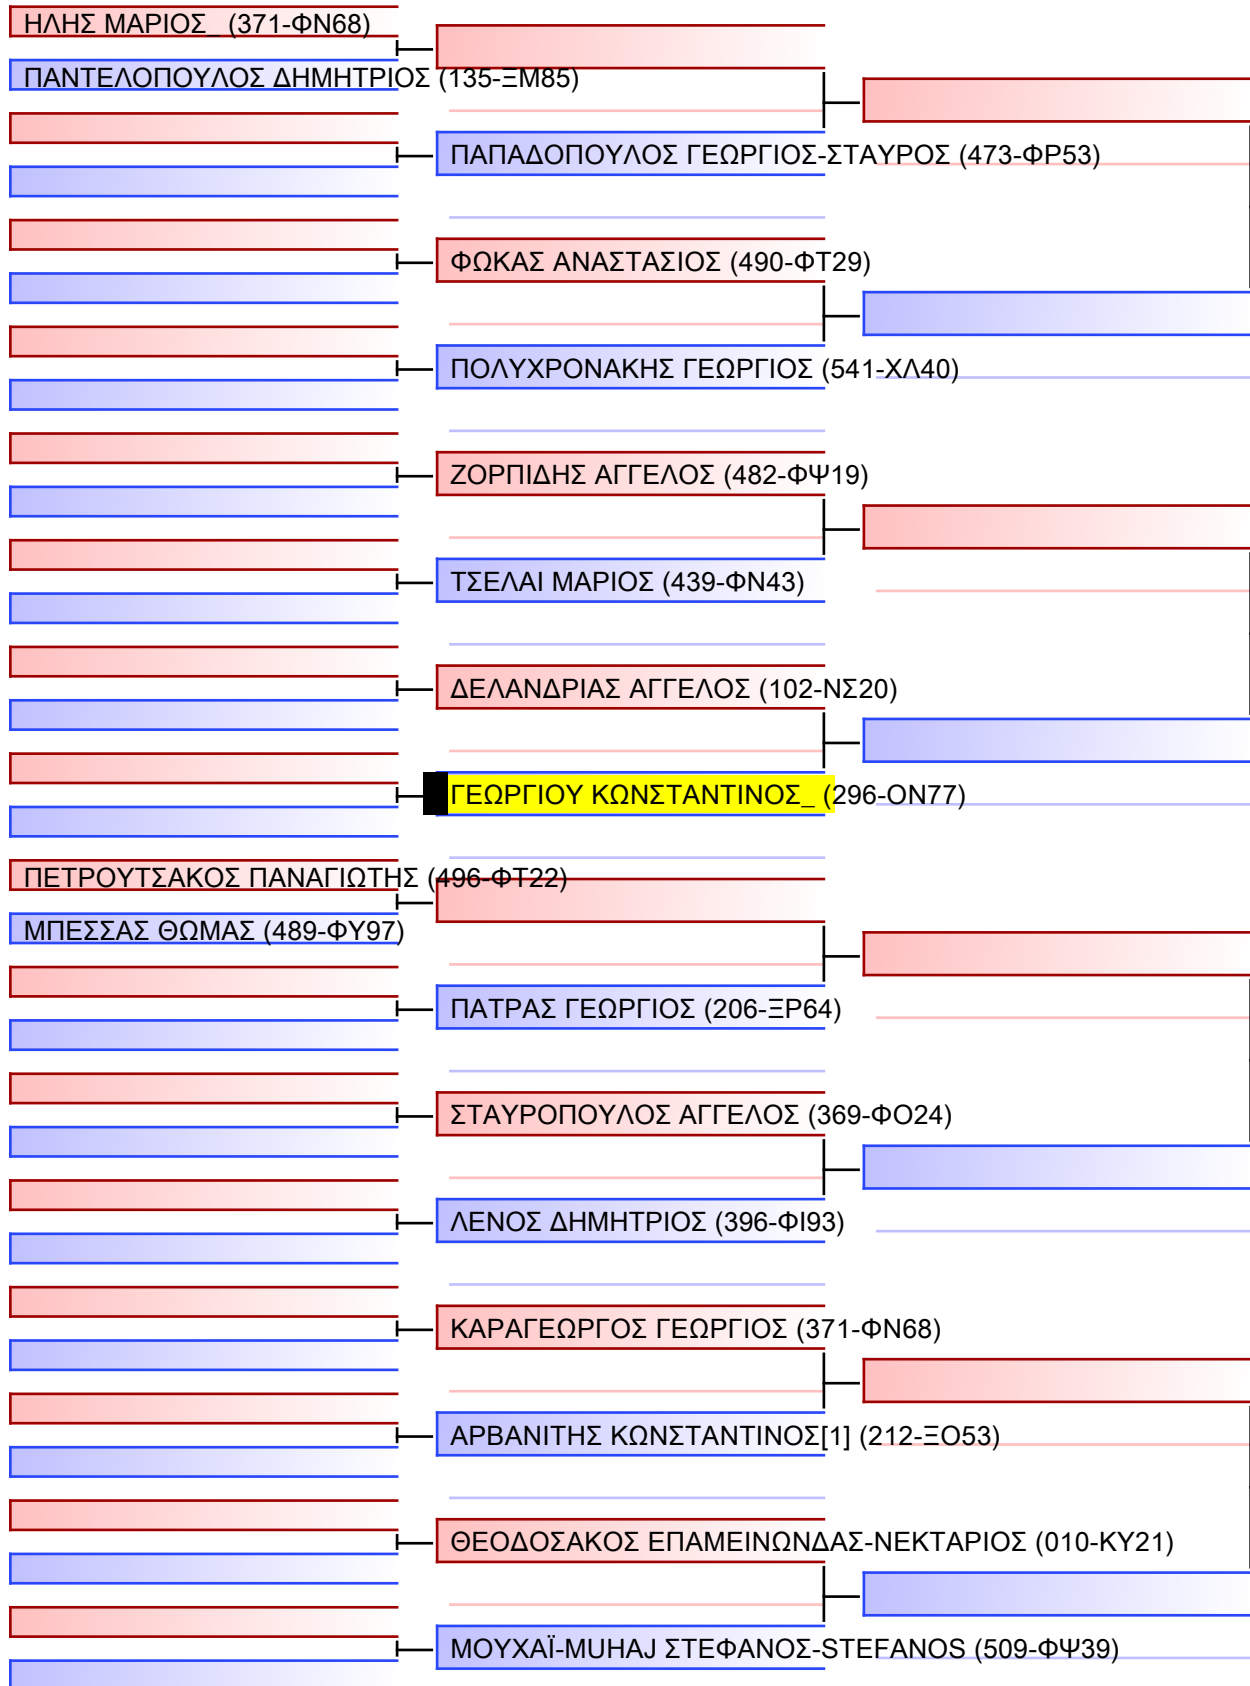 ΗΛΗΣ ΜΑΡΙΟΣ_ (371-ΦΝ68)
ΠΑΝΤΕΛΟΠΟΥΛΟΣ ΔΗΜΗΤΡΙΟΣ (135-ΞΜ85)
ΠΑΠΑΔΟΠΟΥΛΟΣ ΓΕΩΡΓΙΟΣ-ΣΤΑΥΡΟΣ (473-ΦΡ53)
ΦΩΚΑΣ ΑΝΑΣΤΑΣΙΟΣ (490-ΦΤ29)
ΠΟΛΥΧΡΟΝΑΚΗΣ ΓΕΩΡΓΙΟΣ (541-ΧΛ40)
ΖΟΡΠΙΔΗΣ ΑΓΓΕΛΟΣ (482-ΦΨ19)
ΤΣΕΛΑΙ ΜΑΡΙΟΣ (439-ΦΝ43)
ΔΕΛΑΝΔΡΙΑΣ ΑΓΓΕΛΟΣ (102-ΝΣ20)
ΓΕΩΡΓΙΟΥ ΚΩΝΣΤΑΝΤΙΝΟΣ_ (296-ΟΝ77)
ΠΕΤΡΟΥΤΣΑΚΟΣ ΠΑΝΑΓΙΩΤΗΣ (496-ΦΤ22)
ΜΠΕΣΣΑΣ ΘΩΜΑΣ (489-ΦΥ97)
ΠΑΤΡΑΣ ΓΕΩΡΓΙΟΣ (206-ΞΡ64)
ΣΤΑΥΡΟΠΟΥΛΟΣ ΑΓΓΕΛΟΣ (369-ΦΟ24)
ΛΕΝΟΣ ΔΗΜΗΤΡΙΟΣ (396-ΦΙ93)
ΚΑΡΑΓΕΩΡΓΟΣ ΓΕΩΡΓΙΟΣ (371-ΦΝ68)
ΑΡΒΑΝΙΤΗΣ ΚΩΝΣΤΑΝΤΙΝΟΣ[1] (212-ΞΟ53)
ΘΕΟΔΟΣΑΚΟΣ ΕΠΑΜΕΙΝΩΝΔΑΣ-ΝΕΚΤΑΡΙΟΣ (010-ΚΥ21)
ΜΟΥΧΑΪ-MUHAJ ΣΤΕΦΑΝΟΣ-STEFANOS (509-ΦΨ39)